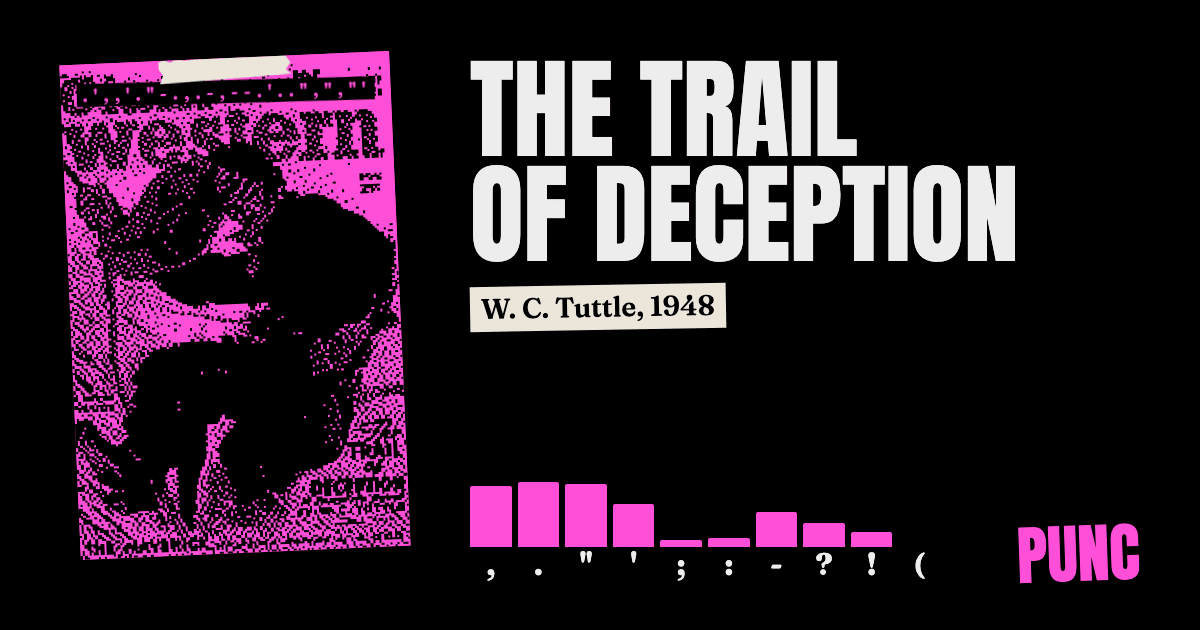 western
THE TRAIL
OF DECEPTION
W. C. Tuttle, 1948
, . " ' ; : - ? ! (
PUNC